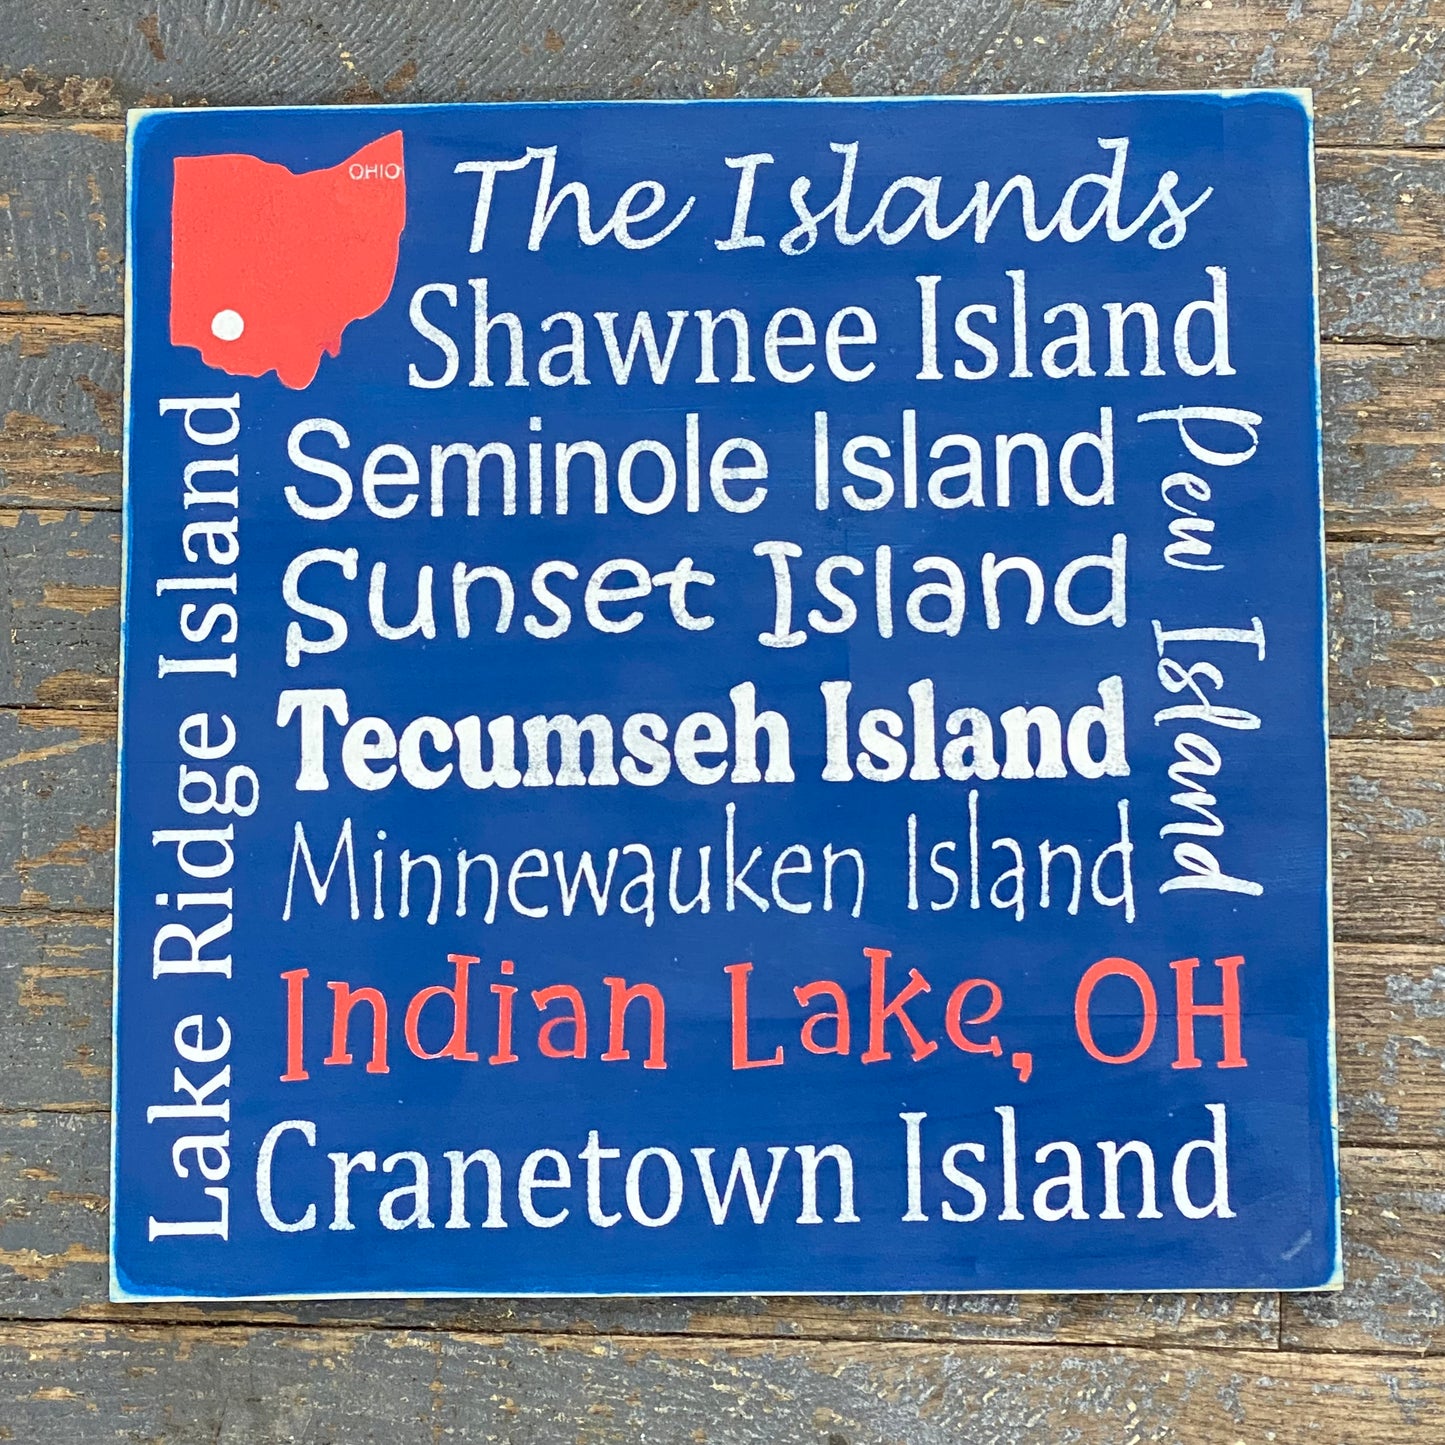 OHIO
The Islands
Shawnee Island
Seminole Island
Sunset Island
Tecumseh Island
Minnewauken Island
Indian Lake, OH
Cranetown Island
Lake Ridge Island
Pew Island